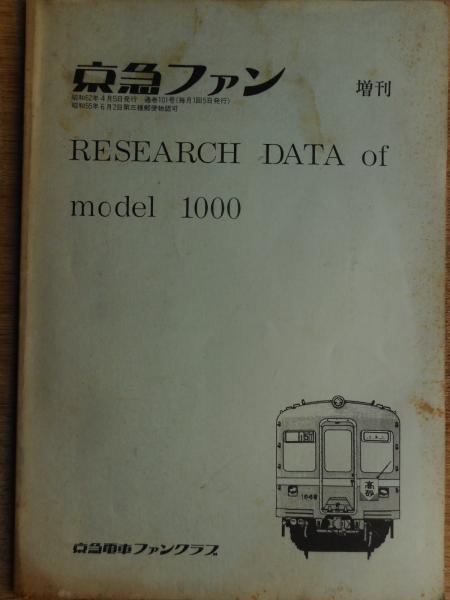 京急ファン
増刊
昭和62年4月5日発行 通巻101号(毎月1回5日発行)
昭和55年6月2日第三種郵便物認可
RESEARCH DATA of
model 1000
高砂
京急電車ファンクラブ